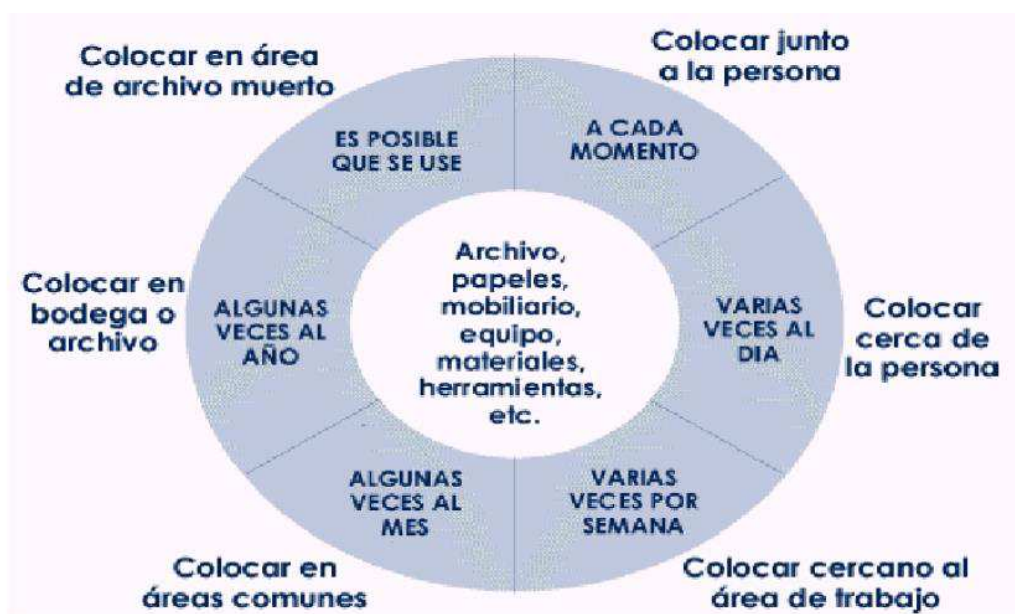 Colocar en área
de archivo muerto
Colocar junto
a la persona
ES POSIBLE
QUE SE USE
A CADA
MOMENTO
Colocar en
bodega o
archivo
ALGUNAS
VECES AL
AÑO
Archivo,
papeles,
mobiliario,
equipo,
materiales,
herramientas,
etc.
VARIAS
VECES AL
DIA
Colocar
cerca de
la persona
ALGUNAS
VECES AL
MES
VARIAS
VECES POR
SEMANA
Colocar en
áreas comunes
Colocar cercano al
área de trabajo